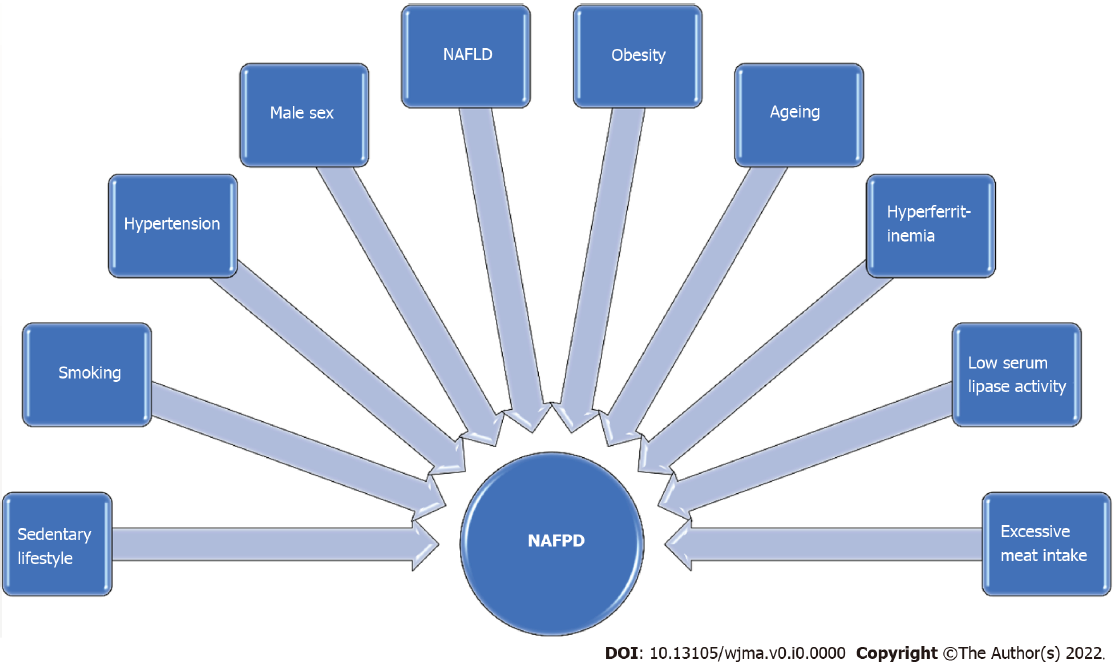 NAFLD
Obesity
Male sex
Ageing
Hypertension
Hyperferrit-
inemia
Smoking
Low serum
lipase activity
Sedentary
lifestyle
NAFPD
Excessive
meat intake
DOI: 10.13105/wjma.v0.i0.0000 Copyright ©The Author(s) 2022.